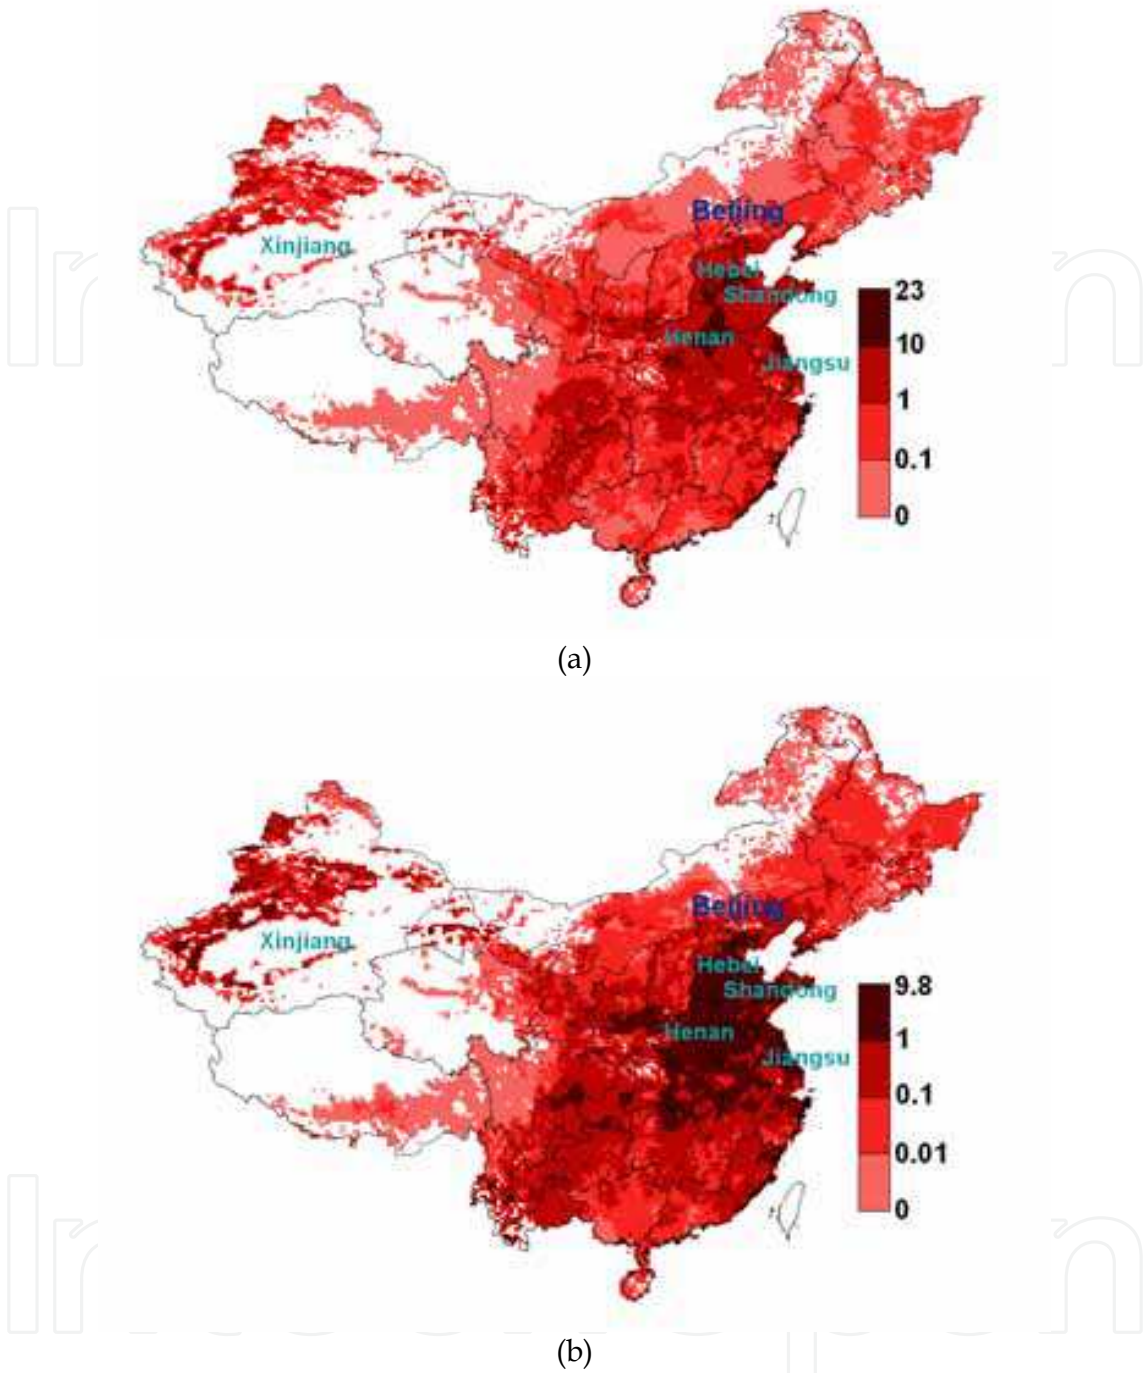 Beijing
Xinjiang
Hebei
Shandong
Henan
Jiangsu
23
10
1
0.1
0
(a)
Beijing
Xinjiang
Hebei
Shandong
Henan
Jiangsu
9.8
1
0.1
0.01
0
(b)